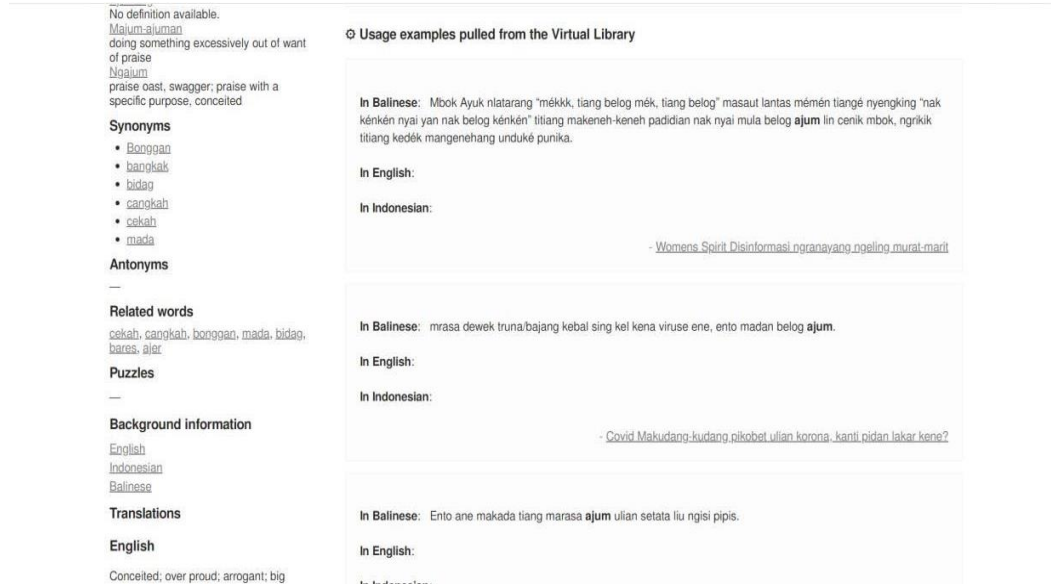 No definition available.
Majum-ajuman
doing something excessively out of want
of praise
Ngajum
praise oast, swagger; praise with a
specific purpose, conceited
Synonyms
• Bonggan
• bangkak
• bidag
• cangkah
• cekah
• mada
Antonyms
—
Related words
cekah, cangkah, bonggan, mada, bidag,
bares, ajer
Puzzles
—
Background information
English
Indonesian
Balinese
Translations
English
Conceited; over proud; arrogant; big
⚙ Usage examples pulled from the Virtual Library
In Balinese: Mbok Ayuk nlatarang “mékkk, tiang belog mék, tiang belog” masaut lantas mémén tiangé nyengking “nak
kénkén nyai yan nak belog kénkén” titiang makeneh-keneh padidian nak nyai mula belog ajum lin cenik mbok, ngrikik
titiang kedék mangenehang unduké punika.
In English:
In Indonesian:
- Womens Spirit Disinformasi ngranayang ngeling murat-marit
In Balinese: mrasa dewek truna/bajang kebal sing kel kena viruse ene, ento madan belog ajum.
In English:
In Indonesian:
- Covid Makudang-kudang pikobet ulian korona, kanti pidan lakar kene?
In Balinese: Ento ane makada tiang marasa ajum ulian setata liu ngisi pipis.
In English: